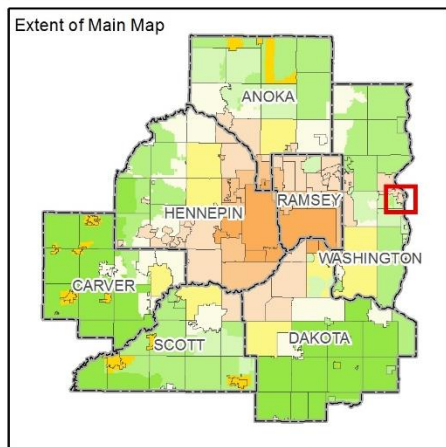 Extent of Main Map
ANOKA
HENNEPIN
RAMSEY
WASHINGTON
CARVER
SCOTT
DAKOTA